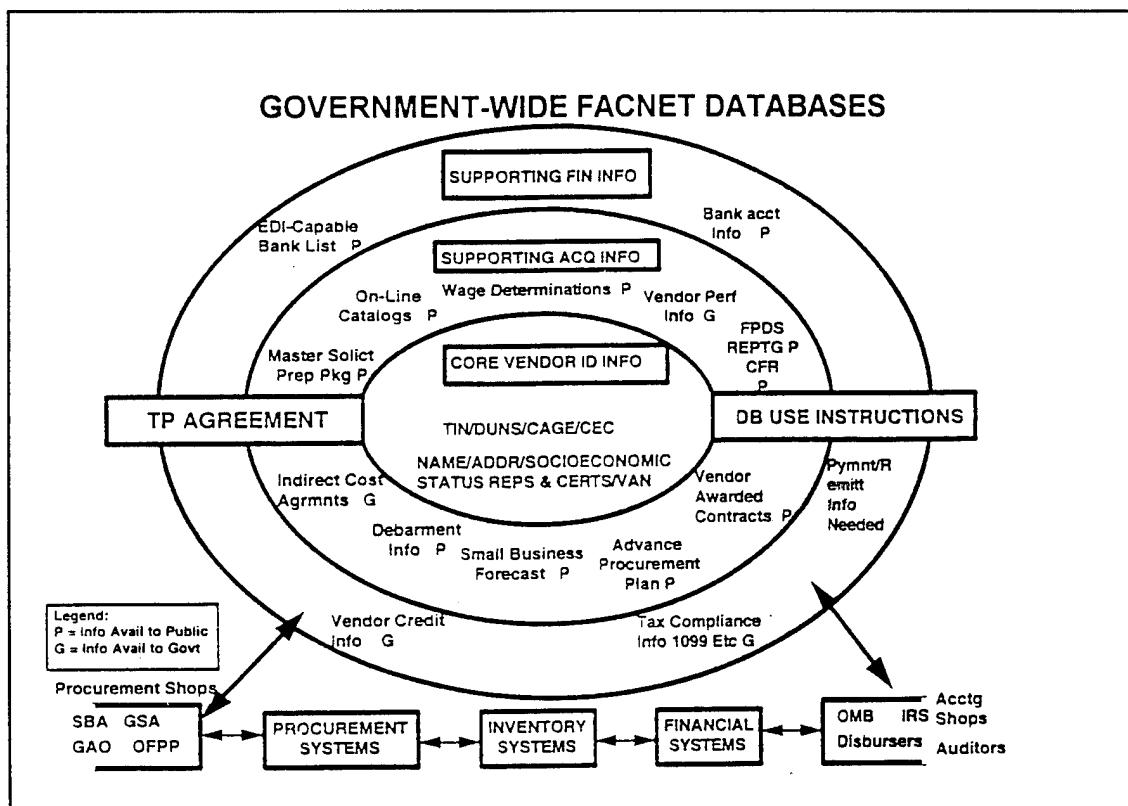 GOVERNMENT-WIDE FACNET DATABASES
SUPPORTING FIN INFO
EDI-Capable
Bank List P
Bank acct
Info P
SUPPORTING ACQ INFO
Wage Determinations P
On-Line
Catalogs P
Vendor Perf
Info G
FPDS
REPTG P
CFR
P
Master Solict
Prep Pkg P
CORE VENDOR ID INFO
TP AGREEMENT
DB USE INSTRUCTIONS
TIN/DUNS/CAGE/CEC
NAME/ADDR/SOCIOECONOMIC
STATUS REPS & CERTS/VAN
Indirect Cost
Agrmnts G
Vendor
Awarded
Contracts P
Pymnt/R
emitt
Info
Needed
Debarment
Info P
Small Business
Forecast P
Advance
Procurement
Plan P
Vendor Credit
Info G
Tax Compliance
Info 1099 Etc G
Legend:
P = Info Avail to Public
G = Info Avail to Govt
Procurement Shops
SBA GSA
GAO OFPP
PROCUREMENT
SYSTEMS
INVENTORY
SYSTEMS
FINANCIAL
SYSTEMS
OMB IRS
Disbursers
Acctg
Shops
Auditors